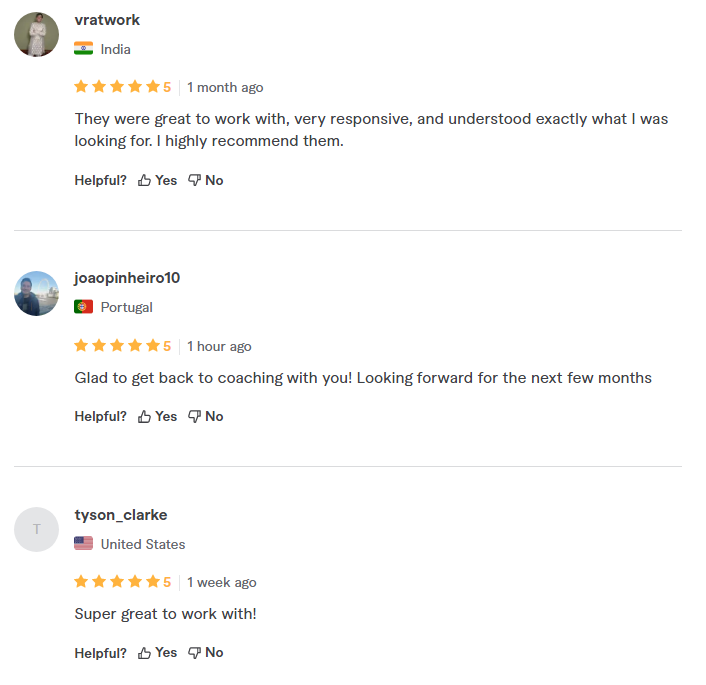 vratwork
India
5 1 month ago
They were great to work with, very responsive, and understood exactly what I was
looking for. I highly recommend them.
Helpful? Yes No
joaopinheiro10
Portugal
5 1 hour ago
Glad to get back to coaching with you! Looking forward for the next few months
Helpful? Yes No
T
tyson_clarke
United States
5 1 week ago
Super great to work with!
Helpful? Yes No